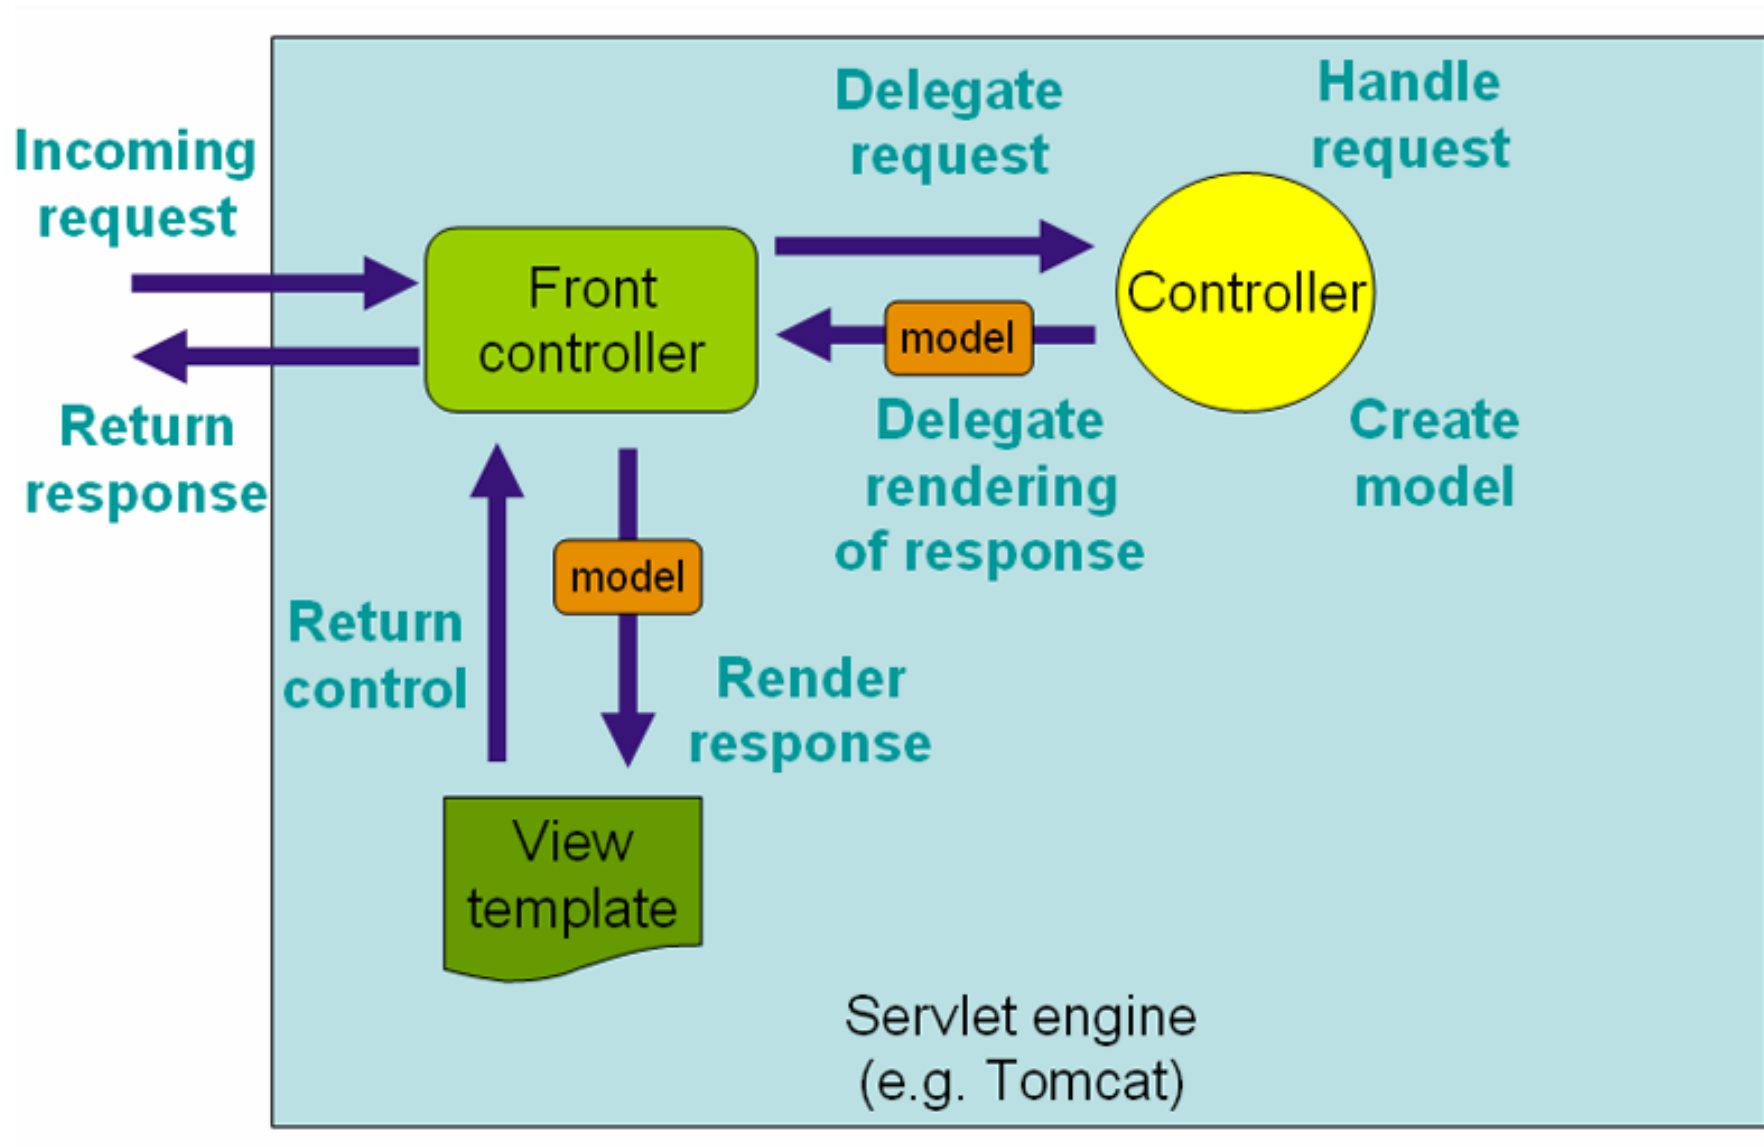 Incoming
request
Delegate
request
Handle
request
Front
controller
Controller
model
Return
response
Delegate
rendering
of response
Create
model
model
Return
control
Render
response
View
template
Servlet engine
(e.g. Tomcat)